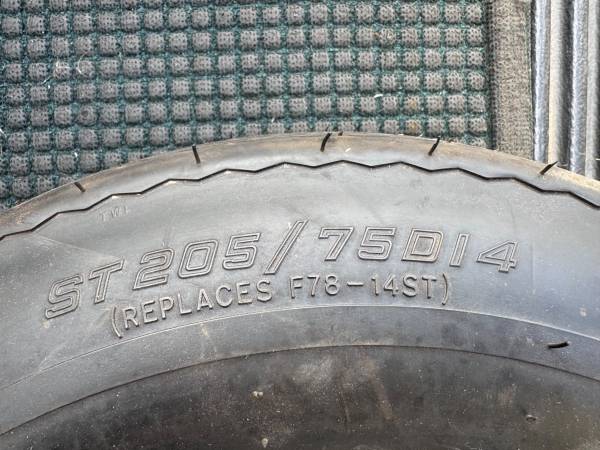 TWI
ST 205/75D14
(REPLACES F78-14ST)